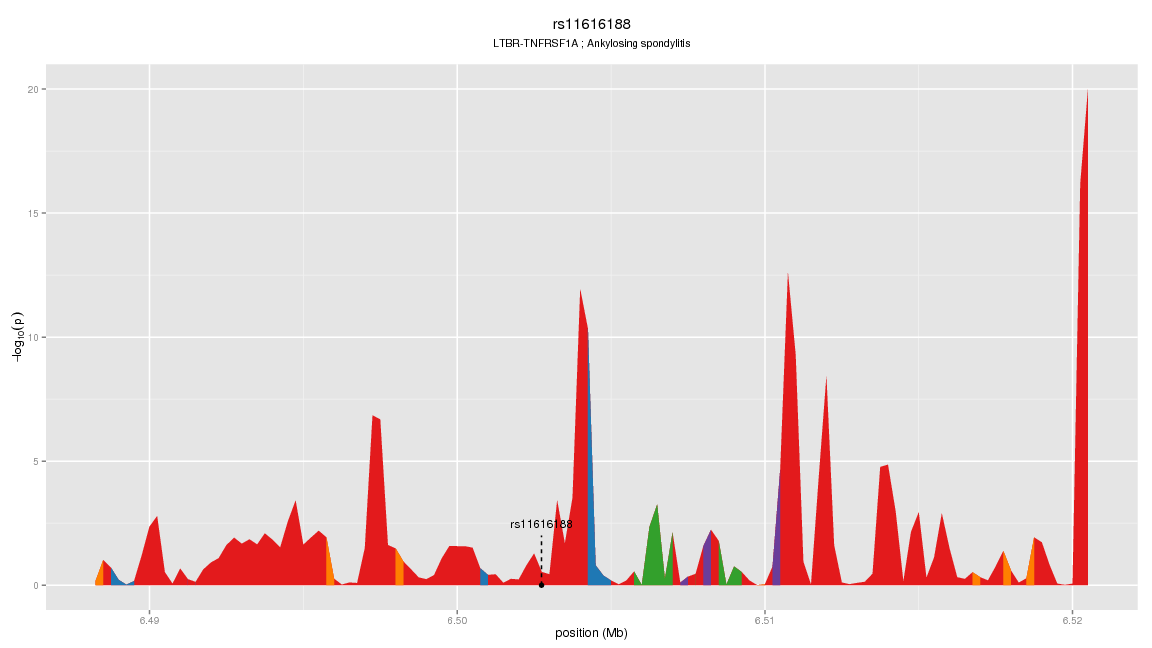 rs11616188
LTBR-TNFRSF1A ; Ankylosing spondylitis
20
15
10
5
0
−log10(p)
rs11616188
6.49
6.50
6.51
6.52
position (Mb)